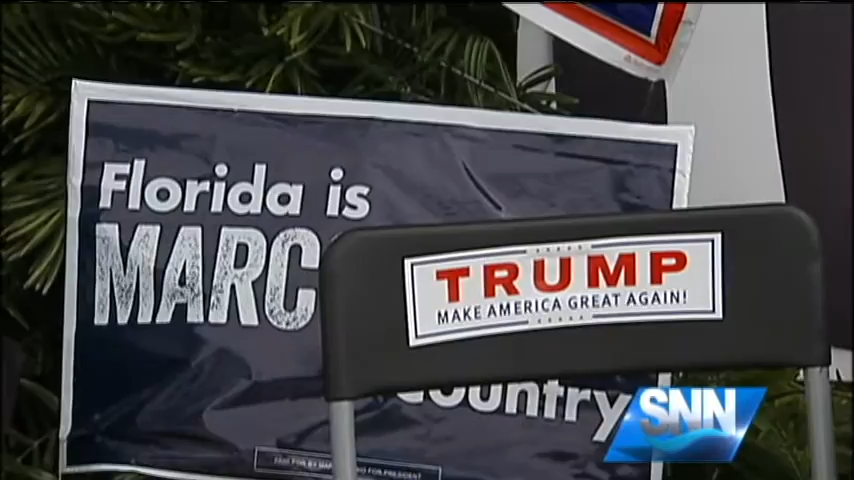 Florida is
MARC
Country
TRUMP
MAKE AMERICA GREAT AGAIN!
SNN